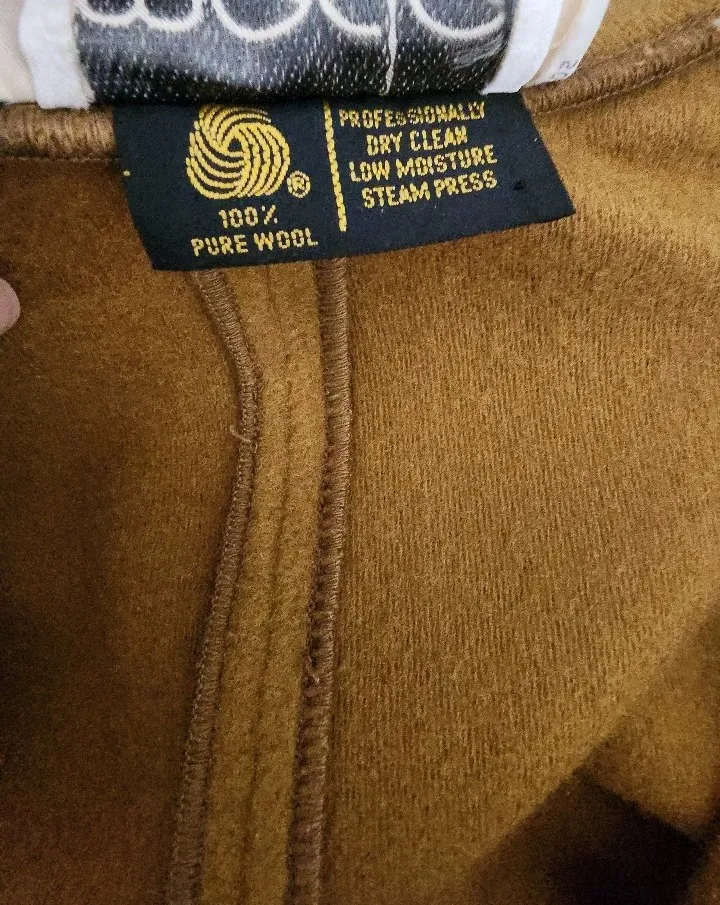 100%
PURE WOOL
PROFESSIONALLY
DRY CLEAN
LOW MOISTURE
STEAM PRESS